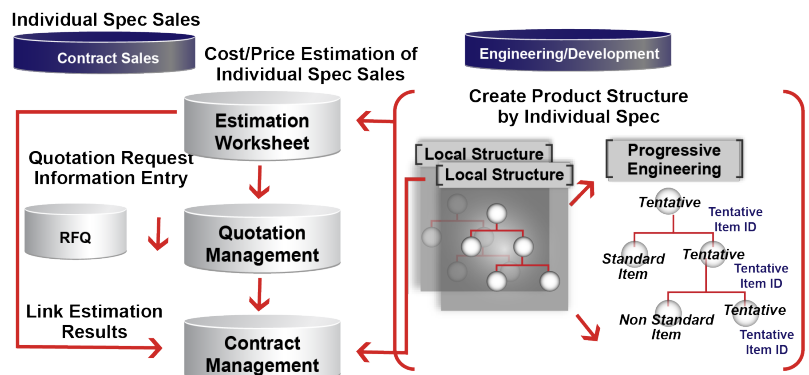 Individual Spec Sales
Contract Sales
Cost/Price Estimation of
Individual Spec Sales
Engineering/Development
Estimation
Worksheet
Create Product Structure
by Individual Spec
Quotation Request
Information Entry
[Local Structure]
[Local Structure]
Progressive
Engineering
RFQ
Quotation
Management
Tentative
Tentative
Item ID
Standard
Item
Tentative
Tentative
Item ID
Link Estimation
Results
Non Standard
Item
Tentative
Tentative
Item ID
Contract
Management